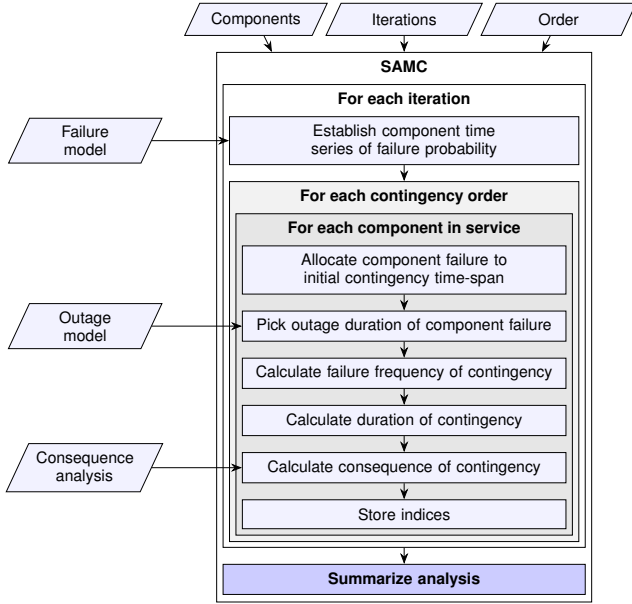 Components
Iterations
Order
SAMC
For each iteration
Failure
model
Establish component time
series of failure probability
For each contingency order
For each component in service
Allocate component failure to
initial contingency time-span
Outage
model
Pick outage duration of component failure
Calculate failure frequency of contingency
Calculate duration of contingency
Consequence
analysis
Calculate consequence of contingency
Store indices
Summarize analysis